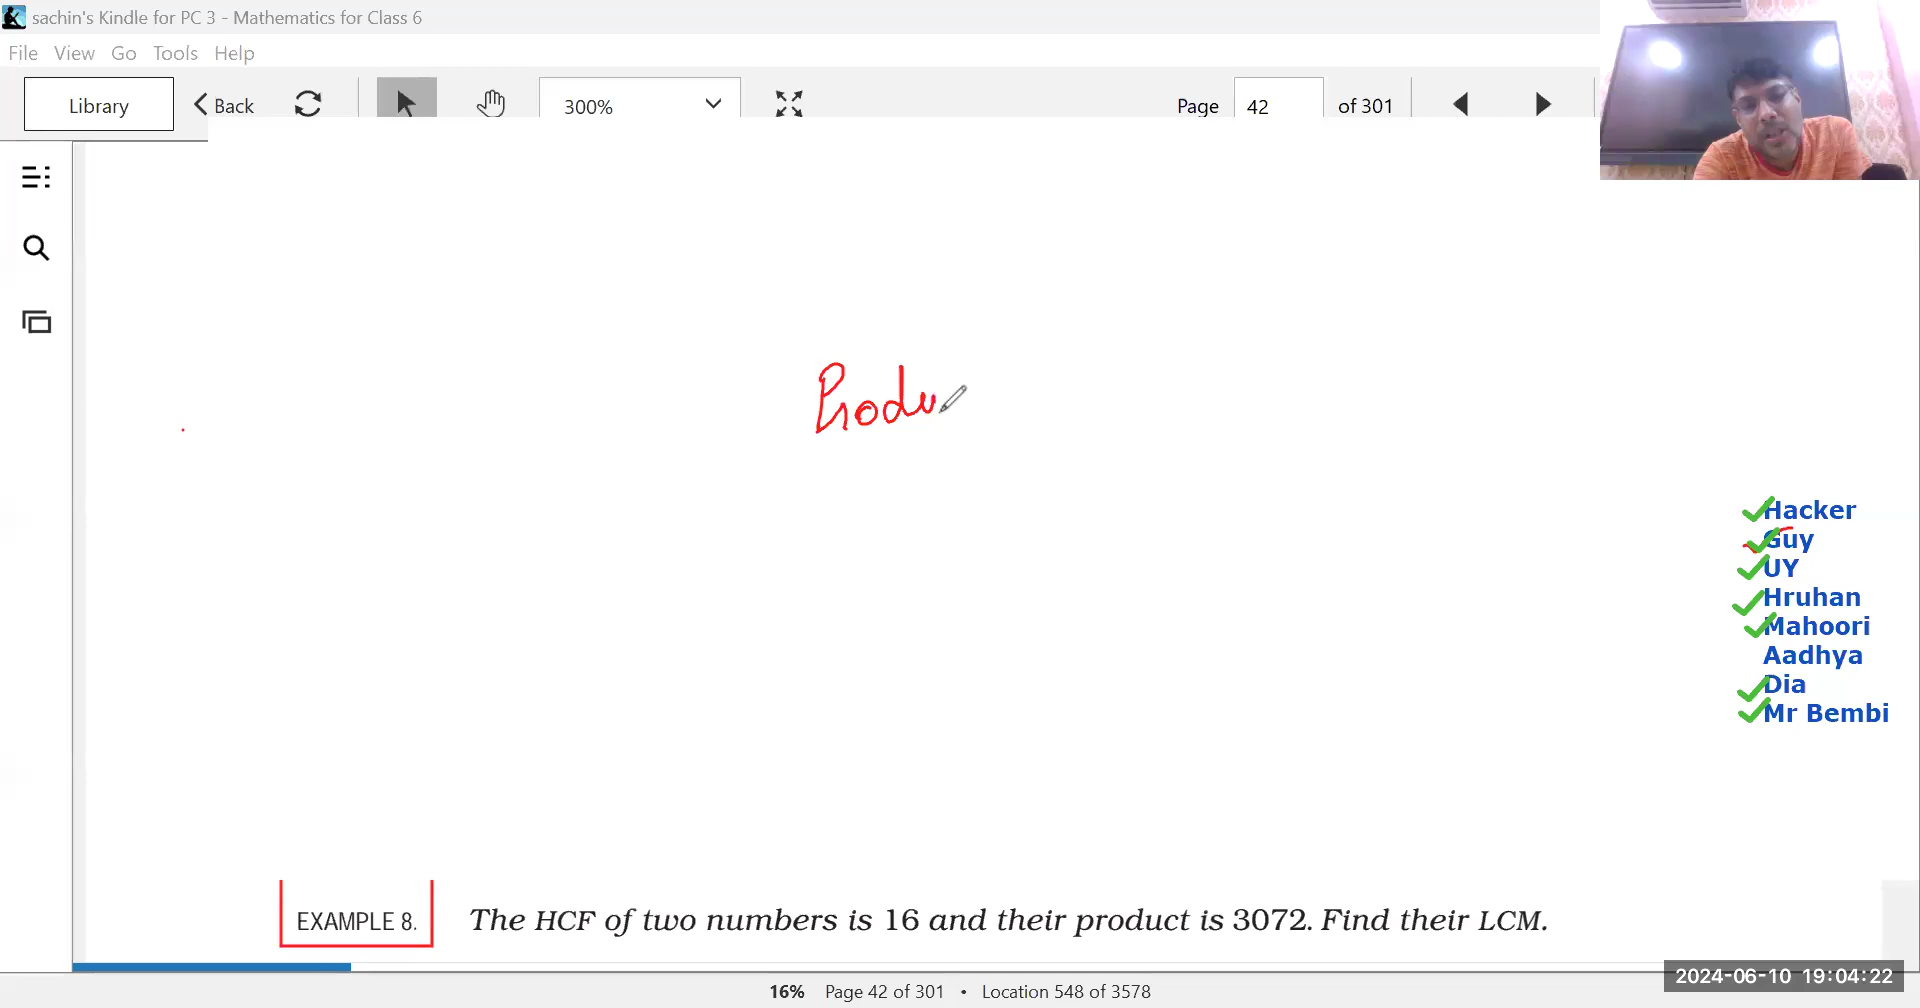 sachin's Kindle for PC 3 - Mathematics for Class 6
File View Go Tools Help
Library Back 300% Page 42 of 301
Produ
Hacker
Guy
UY
Hruhan
Mahoori
Aadhya
Dia
Mr Bembi
EXAMPLE 8. The HCF of two numbers is 16 and their product is 3072. Find their LCM.
2024-06-10 19:04:22
16% Page 42 of 301 • Location 548 of 3578